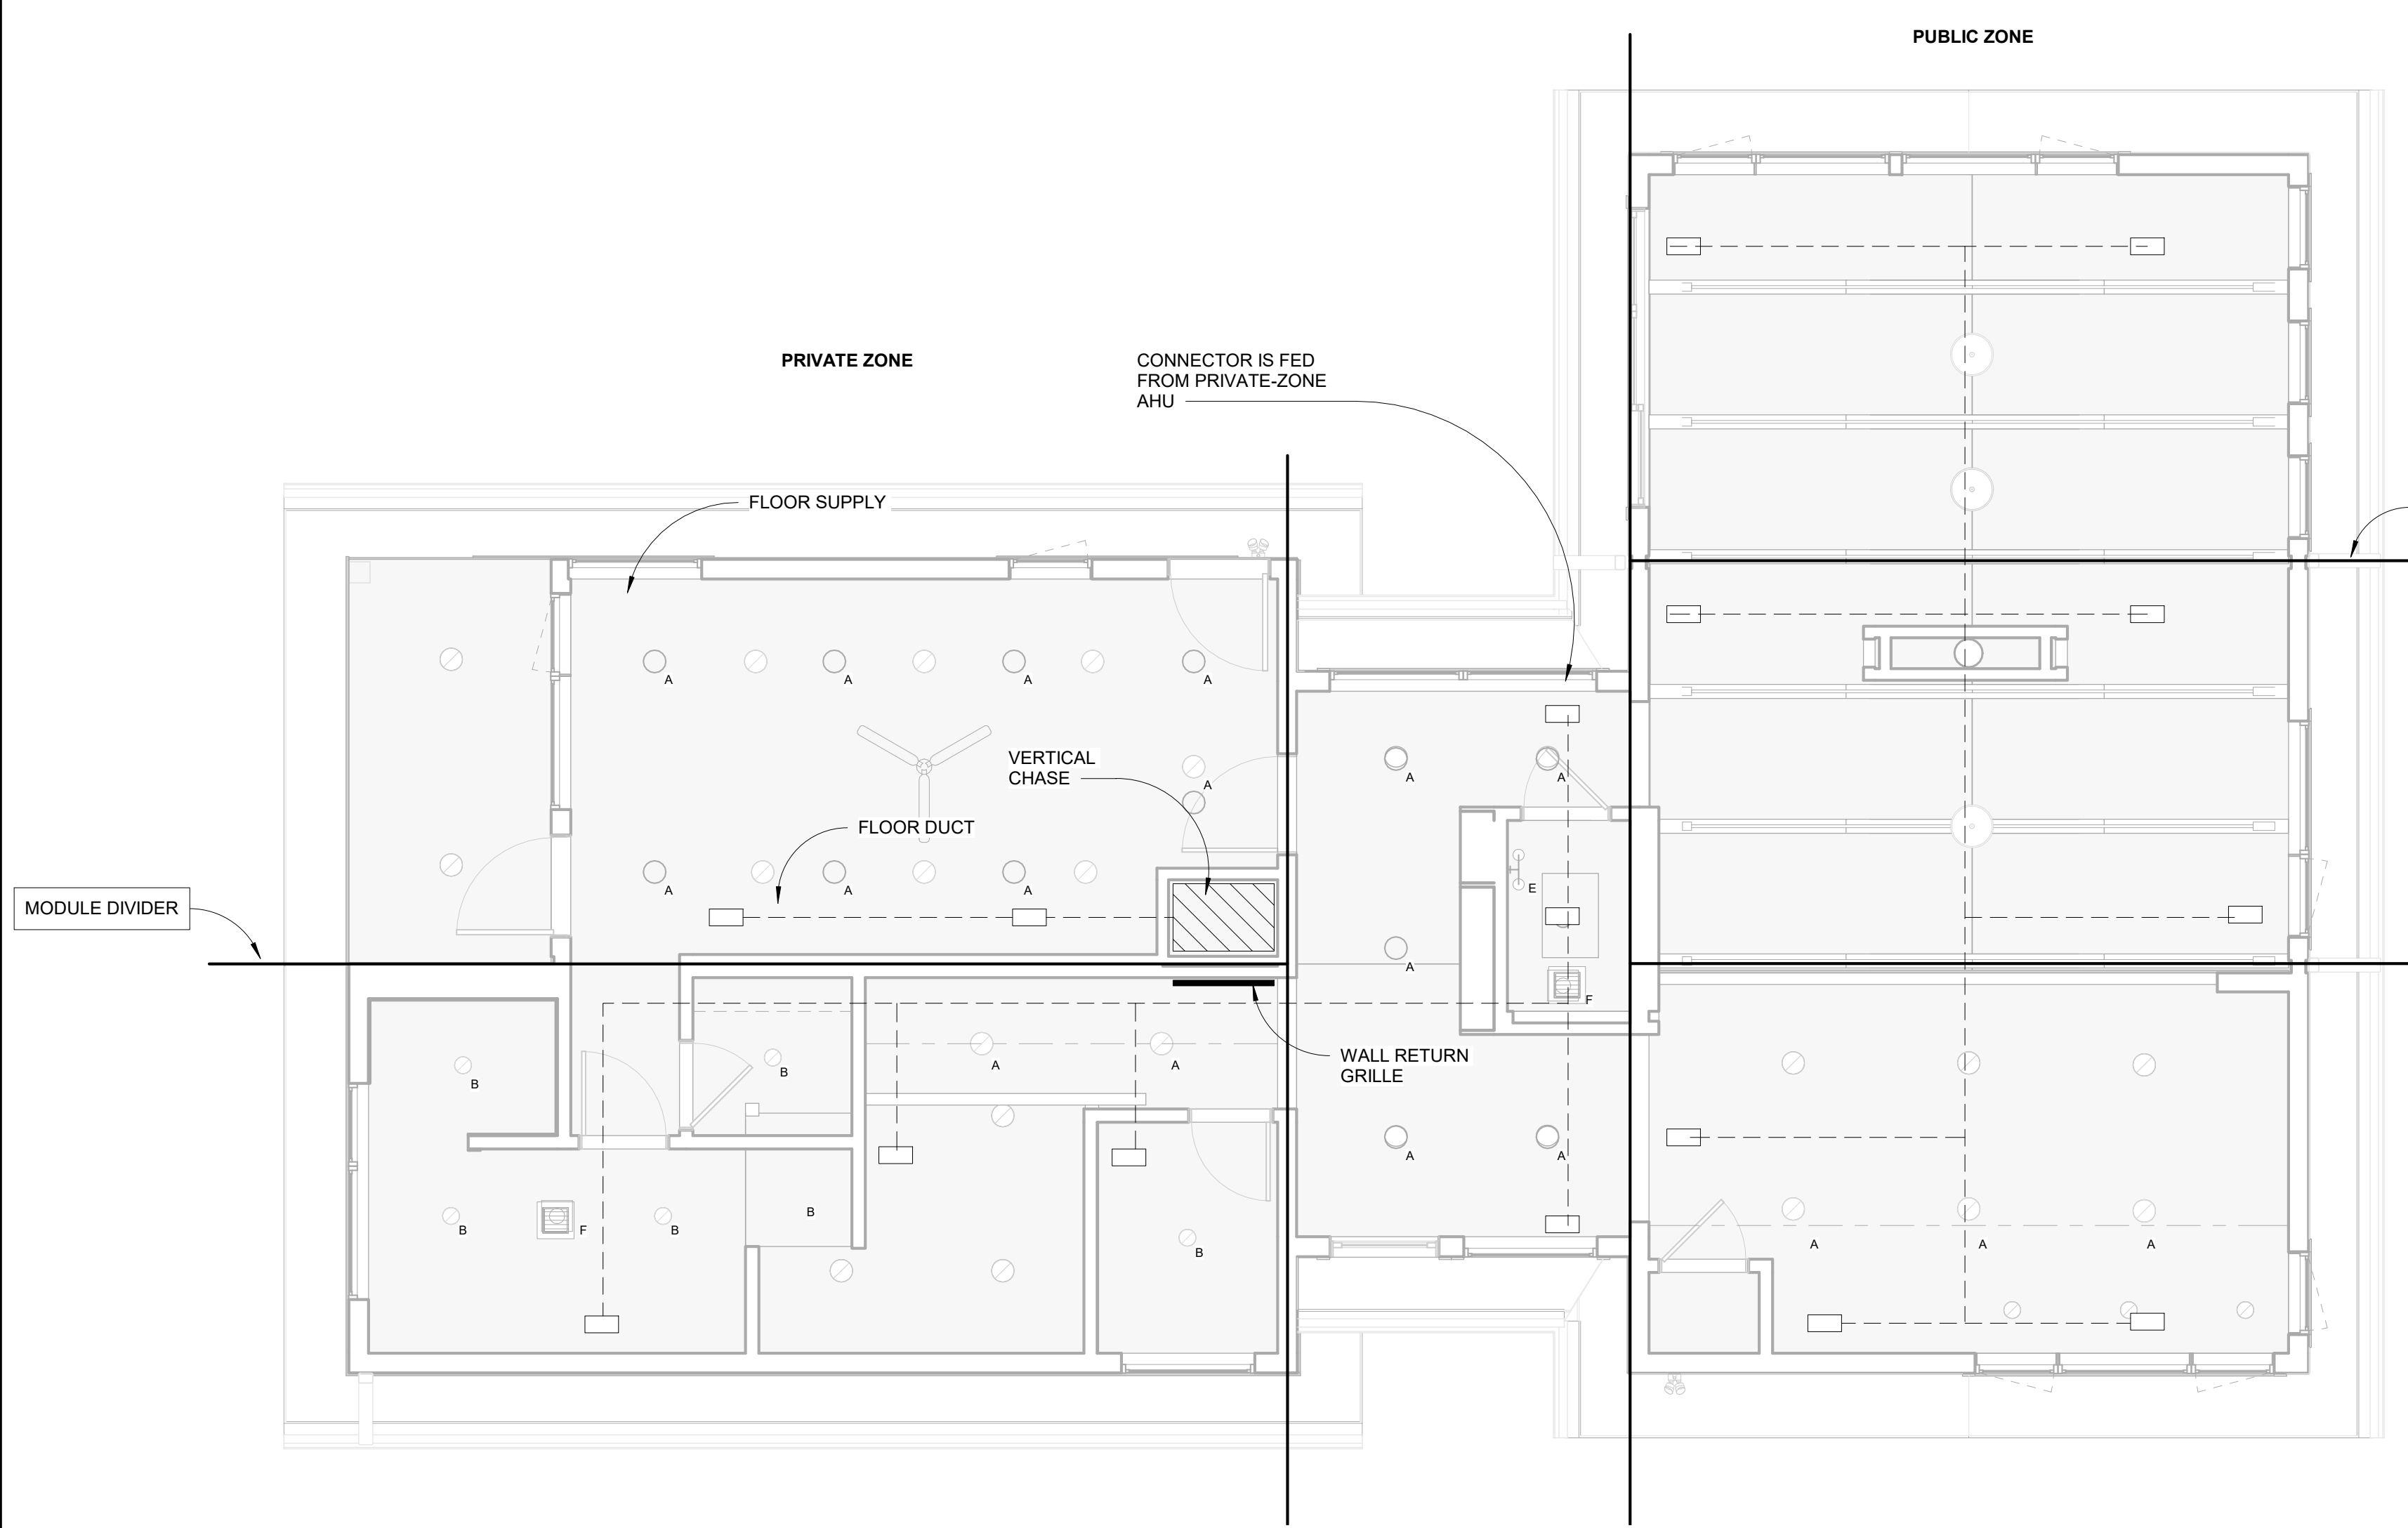 PUBLIC ZONE
PRIVATE ZONE
CONNECTOR IS FED
FROM PRIVATE-ZONE
AHU
FLOOR SUPPLY
A
A
A
A
VERTICAL
CHASE
A
A
A
FLOOR DUCT
A
A
A
E
MODULE DIVIDER
A
F
WALL RETURN
GRILLE
A
A
B
B
A
A
B
B
F
B
B
A
A
A